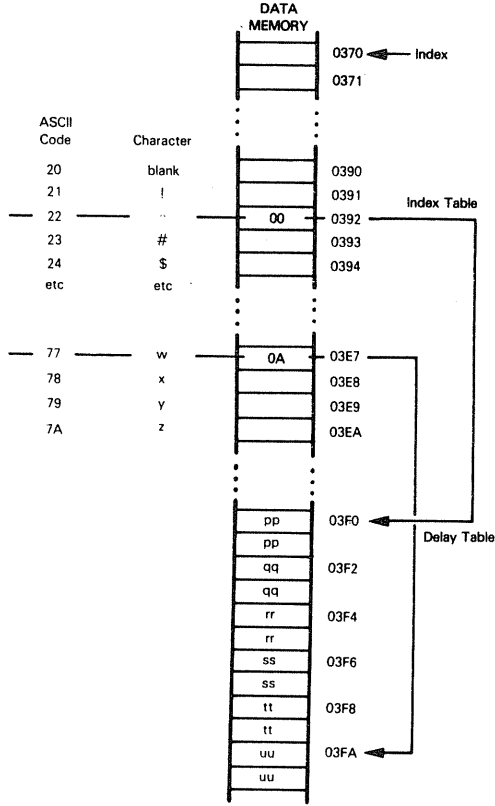 DATA
MEMORY
0370 Index
0371
ASCII
Code Character
20 blank 0390
21 ! 0391
Index Table
22 " 00 0392
23 # 0393
24 $ 0394
etc etc
77 w 0A 03E7
78 x 03E8
79 y 03E9
7A z 03EA
pp 03F0
pp
Delay Table
qq 03F2
qq
rr 03F4
rr
ss 03F6
ss
tt 03F8
tt
uu 03FA
uu